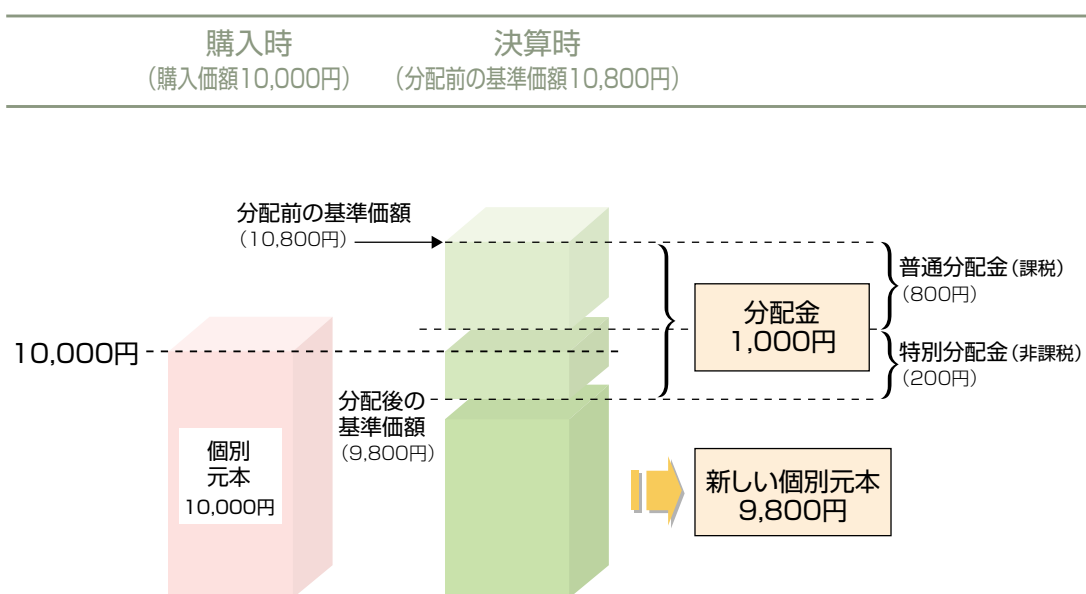 購入時
（購入価額10,000円）
決算時
（分配前の基準価額10,800円）
分配前の基準価額
（10,800円）
普通分配金（課税）
（800円）
分配金
1,000円
10,000円
特別分配金（非課税）
（200円）
分配後の
基準価額
（9,800円）
個別
元本
10,000円
新しい個別元本
9,800円